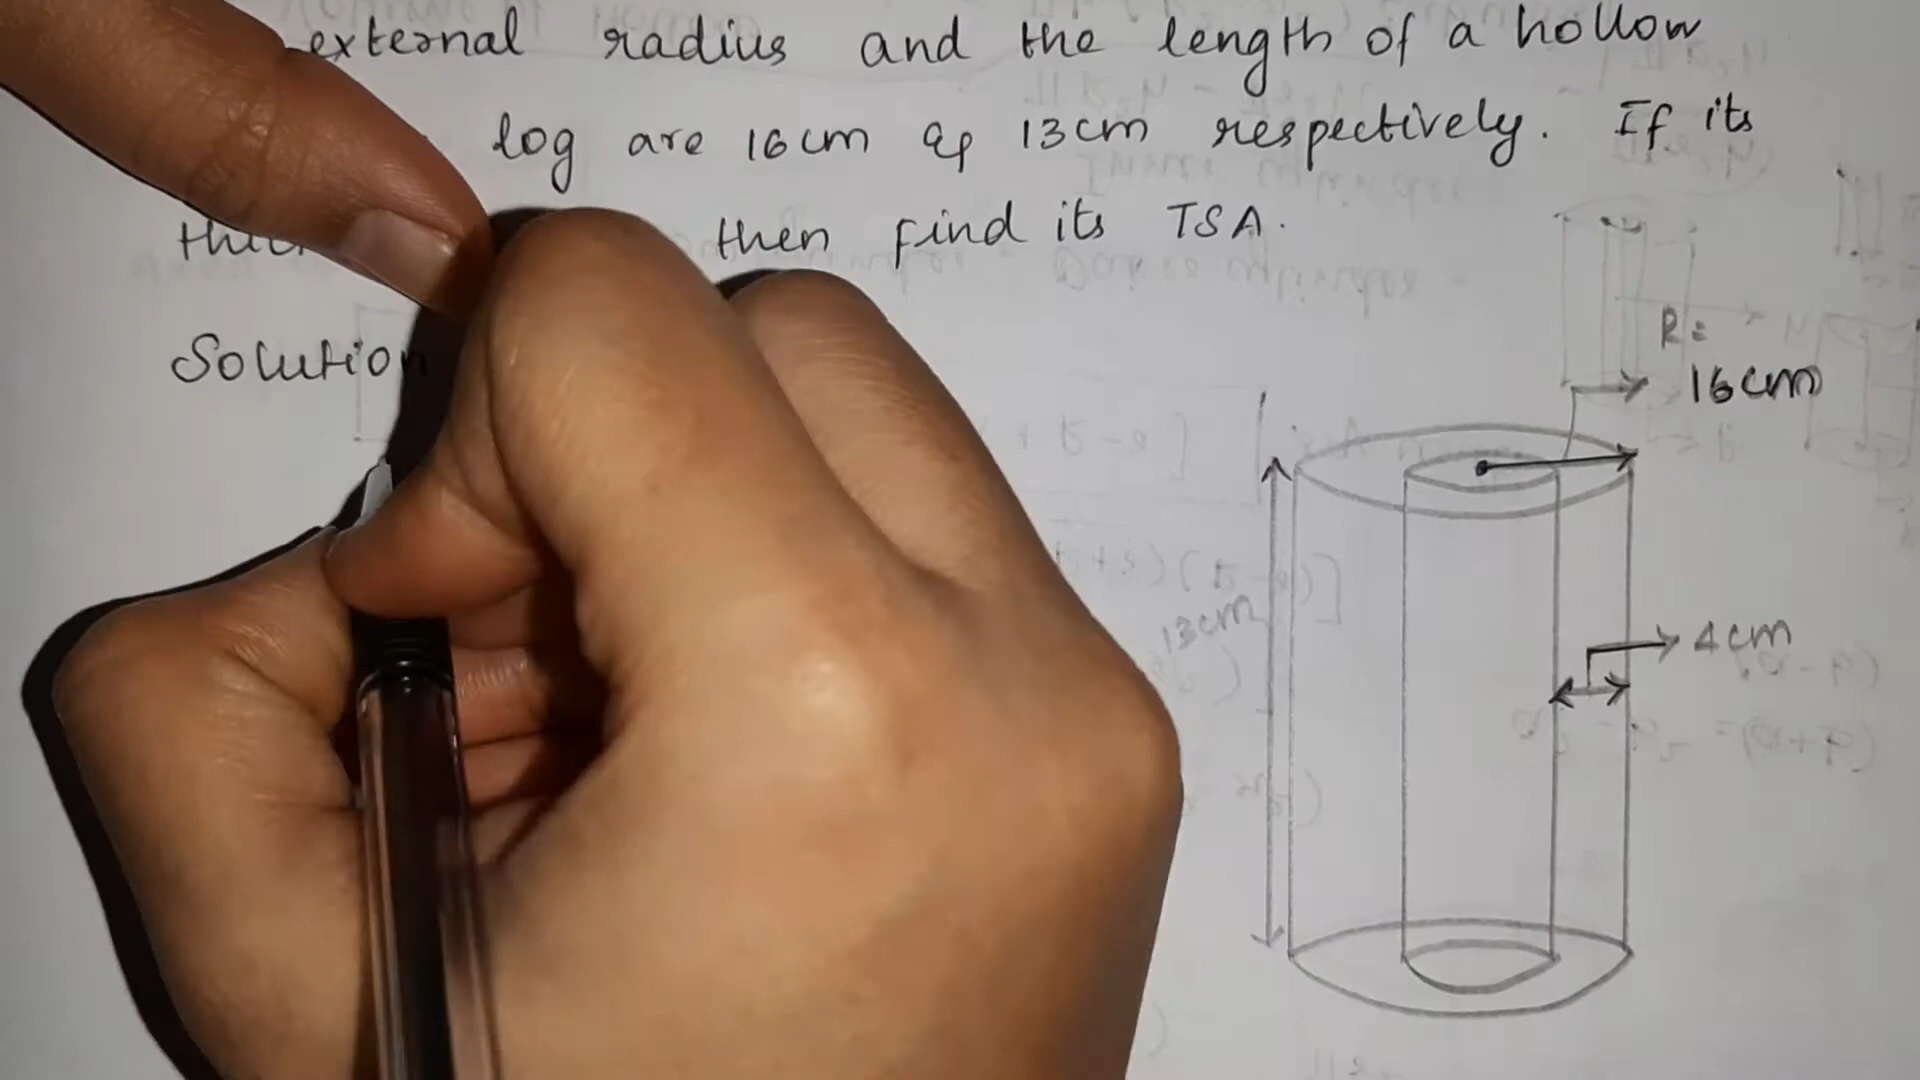 external radius and the length of a hollow
log are 16cm & 13cm respectively. If its
then find its TSA.
Solution
R=
16cm
13cm
4cm